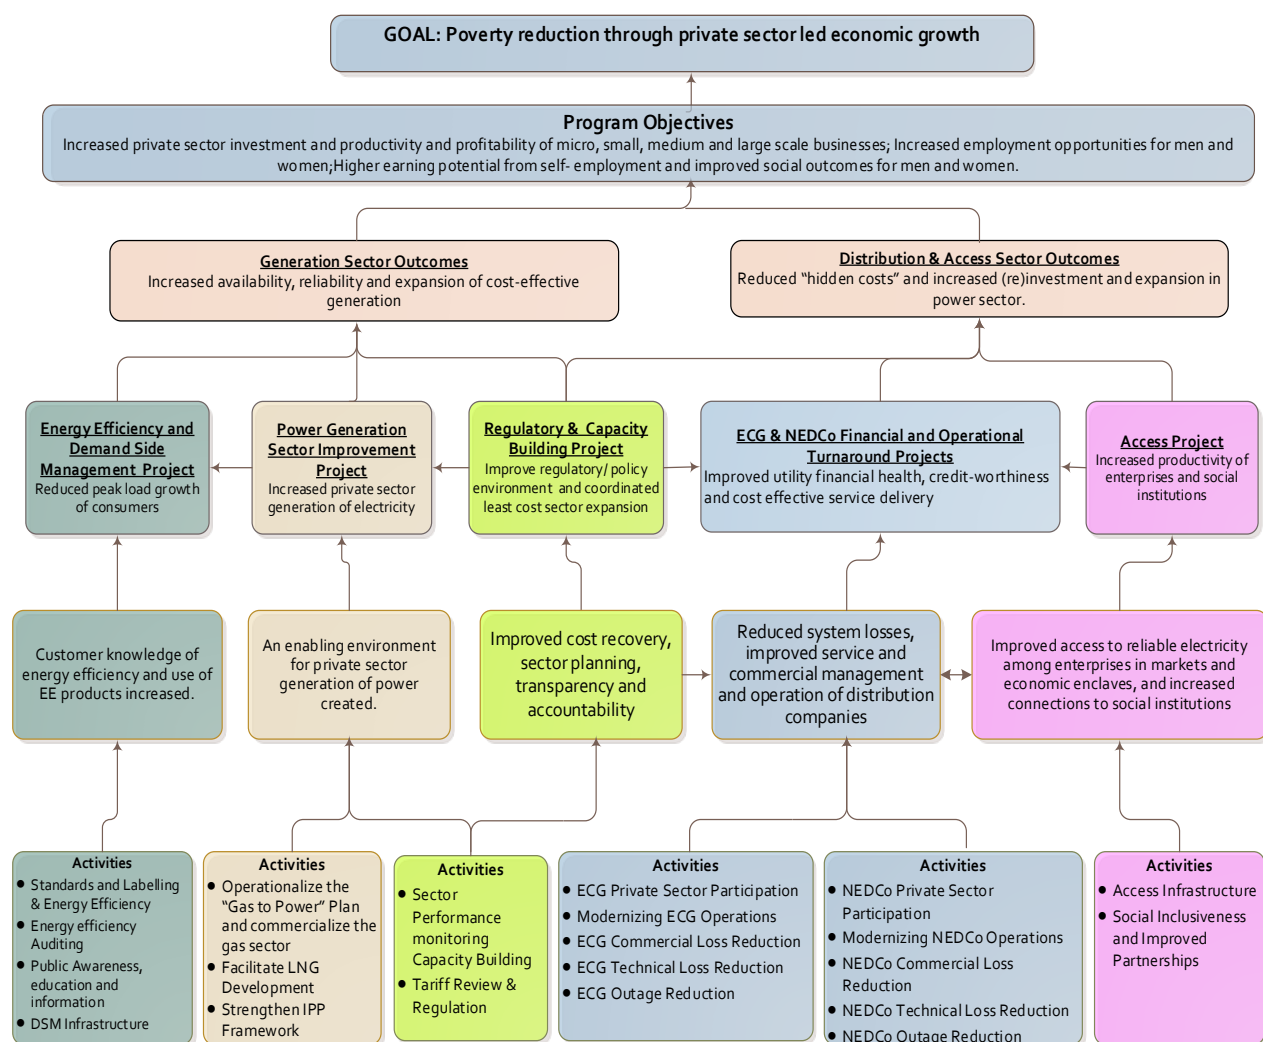 GOAL: Poverty reduction through private sector led economic growth
Program Objectives
Increased private sector investment and productivity and profitability of micro, small, medium and large scale businesses; Increased employment opportunities for men and
women;Higher earning potential from self- employment and improved social outcomes for men and women.
Generation Sector Outcomes
Increased availability, reliability and expansion of cost-effective
generation
Distribution & Access Sector Outcomes
Reduced “hidden costs” and increased (re)investment and expansion in
power sector.
Energy Efficiency and
Demand Side
Management Project
Reduced peak load growth
of consumers
Power Generation
Sector Improvement
Project
Increased private sector
generation of electricity
Regulatory & Capacity
Building Project
Improve regulatory/ policy
environment and coordinated
least cost sector expansion
ECG & NEDCo Financial and Operational
Turnaround Projects
Improved utility financial health, credit-worthiness
and cost effective service delivery
Access Project
Increased productivity of
enterprises and social
institutions
Customer knowledge of
energy efficiency and use of
EE products increased.
An enabling environment
for private sector
generation of power
created.
Improved cost recovery,
sector planning,
transparency and
accountability
Reduced system losses,
improved service and
commercial management
and operation of distribution
companies
Improved access to reliable electricity
among enterprises in markets and
economic enclaves, and increased
connections to social institutions
Activities
• Standards and Labelling
& Energy Efficiency
• Energy efficiency
Auditing
• Public Awareness,
education and
information
• DSM Infrastructure
Activities
• Operationalize the
“Gas to Power” Plan
and commercialize the
gas sector
• Facilitate LNG
Development
• Strengthen IPP
Framework
Activities
• Sector
Performance
monitoring
Capacity Building
• Tariff Review &
Regulation
Activities
• ECG Private Sector Participation
• Modernizing ECG Operations
• ECG Commercial Loss Reduction
• ECG Technical Loss Reduction
• ECG Outage Reduction
Activities
• NEDCo Private Sector
Participation
• Modernizing NEDCo Operations
• NEDCo Commercial Loss
Reduction
• NEDCo Technical Loss Reduction
• NEDCo Outage Reduction
Activities
• Access Infrastructure
• Social Inclusiveness
and Improved
Partnerships